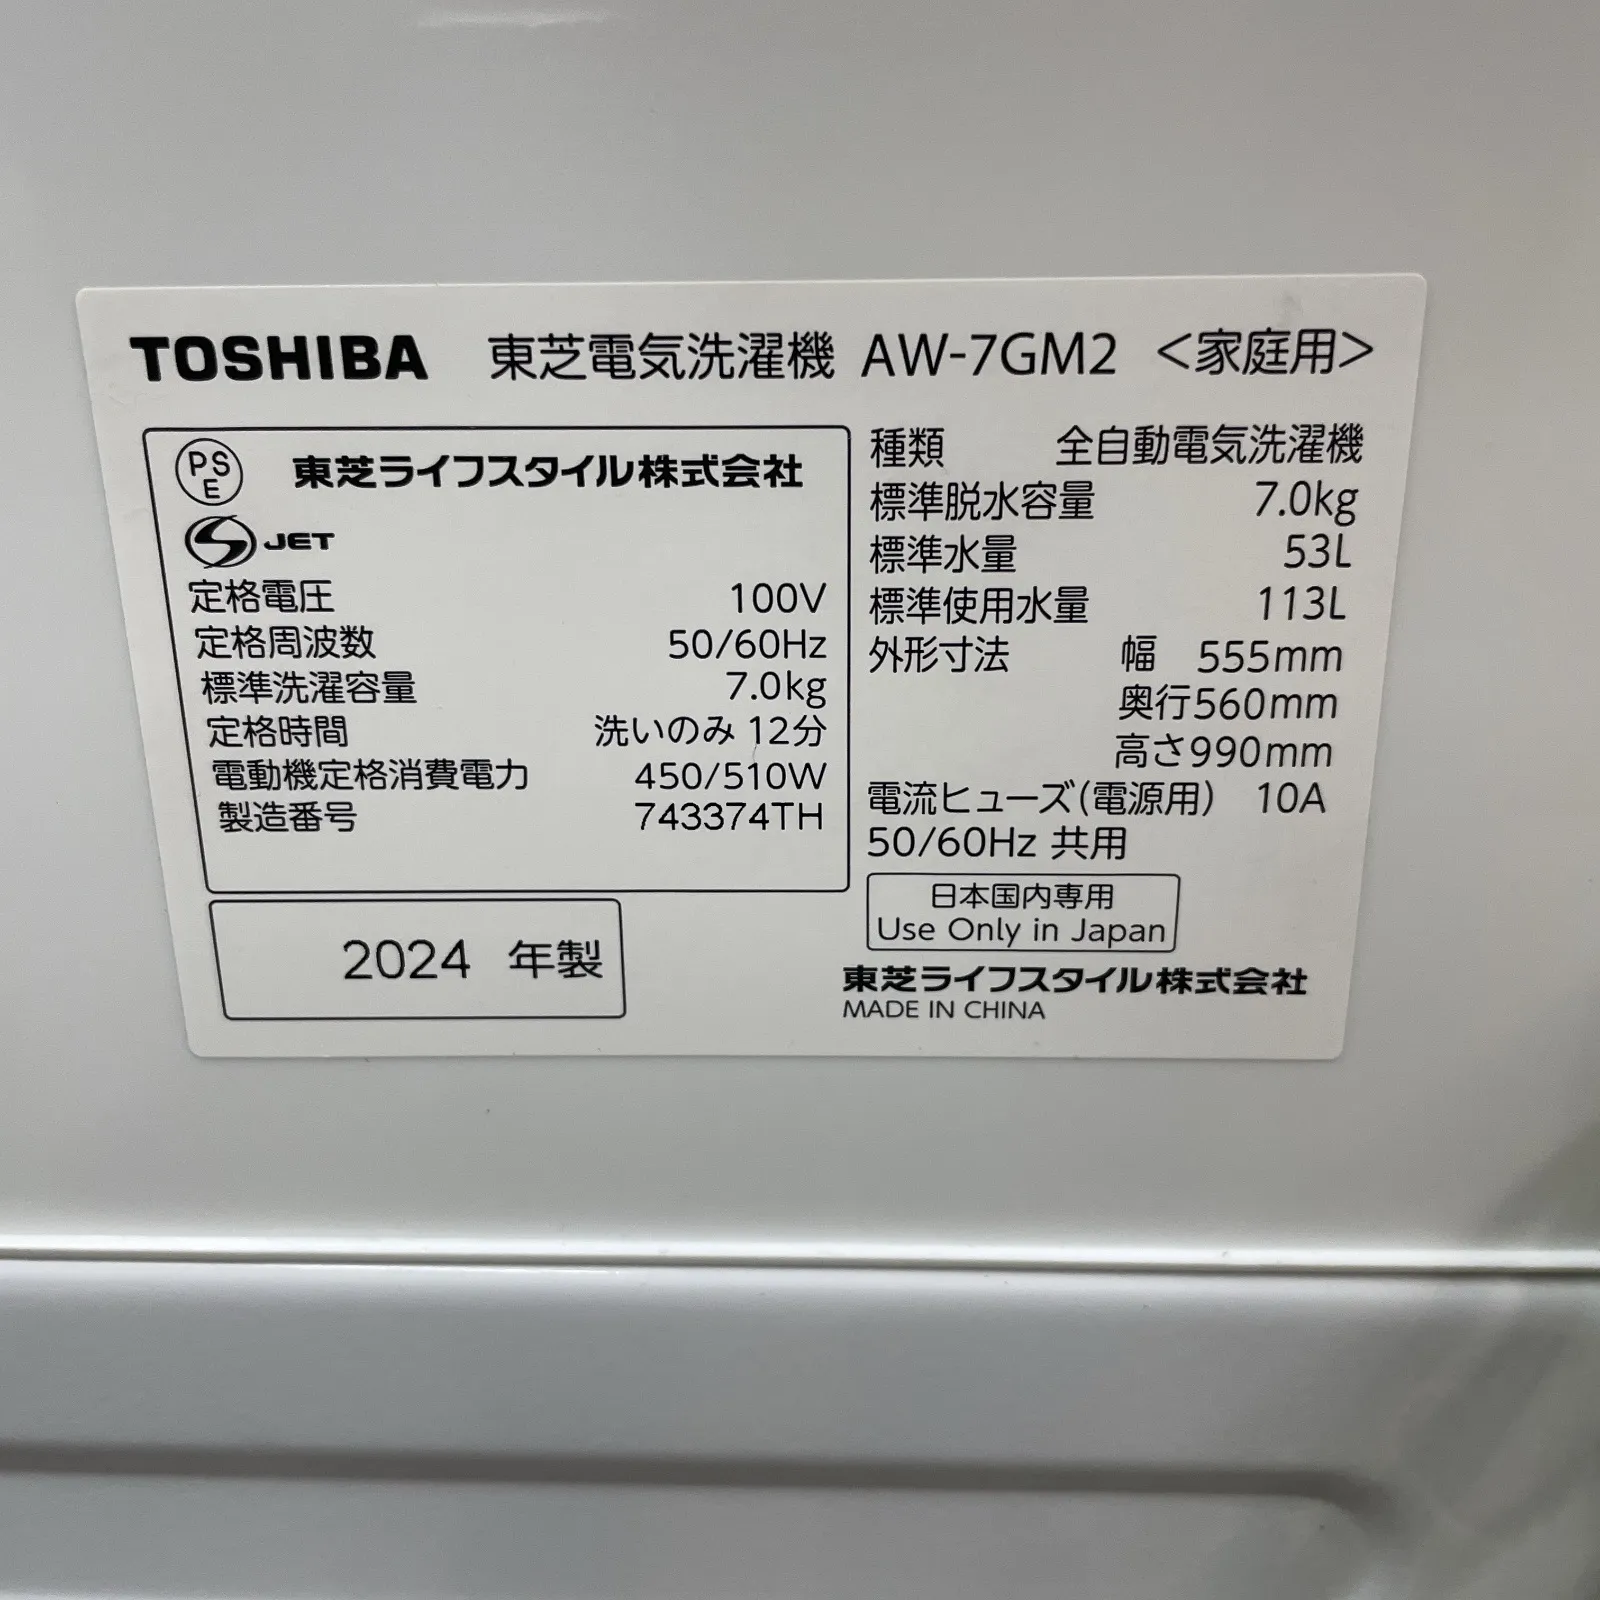 TOSHIBA 東芝電気洗濯機 AW-7GM2 <家庭用>
PSE 東芝ライフスタイル株式会社
JET
定格電圧 100V
定格周波数 50/60Hz
標準洗濯容量 7.0kg
定格時間 洗いのみ 12分
電動機定格消費電力 450/510W
製造番号 743374TH
2024 年製
種類 全自動電気洗濯機
標準脱水容量 7.0kg
標準水量 53L
標準使用水量 113L
外形寸法 幅 555mm
奥行560mm
高さ990mm
電流ヒューズ(電源用) 10A
50/60Hz 共用
日本国内専用
Use Only in Japan
東芝ライフスタイル株式会社
MADE IN CHINA